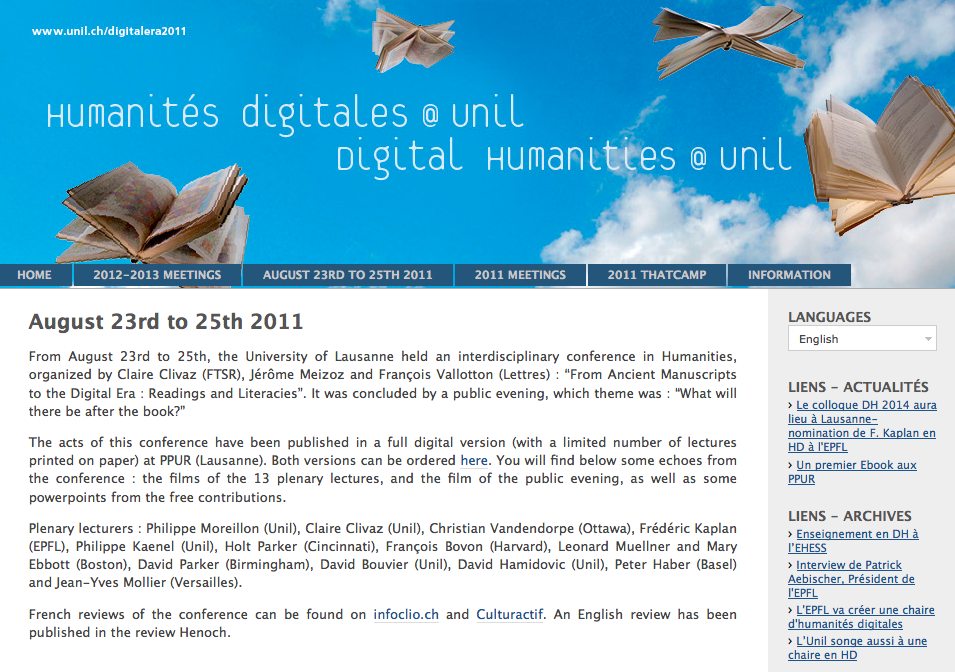 www.unil.ch/digitalera2011
Humanités digitales @ unil
Digital Humanities @ unil
HOME
2012-2013 MEETINGS
AUGUST 23RD TO 25TH 2011
2011 MEETINGS
2011 THATCAMP
INFORMATION
August 23rd to 25th 2011
From August 23rd to 25th, the University of Lausanne held an interdisciplinary conference in Humanities,
organized by Claire Clivaz (FTSR), Jérôme Meizoz and François Vallotton (Lettres) : “From Ancient Manuscripts
to the Digital Era : Readings and Literacies”. It was concluded by a public evening, which theme was : “What will
there be after the book?”
The acts of this conference have been published in a full digital version (with a limited number of lectures
printed on paper) at PPUR (Lausanne). Both versions can be ordered here. You will find below some echoes from
the conference : the films of the 13 plenary lectures, and the film of the public evening, as well as some
powerpoints from the free contributions.
Plenary lecturers : Philippe Moreillon (Unil), Claire Clivaz (Unil), Christian Vandendorpe (Ottawa), Frédéric Kaplan
(EPFL), Philippe Kaenel (Unil), Holt Parker (Cincinnati), François Bovon (Harvard), Leonard Muellner and Mary
Ebbott (Boston), David Parker (Birmingham), David Bouvier (Unil), David Hamidovic (Unil), Peter Haber (Basel)
and Jean-Yves Mollier (Versailles).
French reviews of the conference can be found on infoclio.ch and Culturactif. An English review has been
published in the review Henoch.
LANGUAGES
English
LIENS – ACTUALITÉS
› Le colloque DH 2014 aura
lieu à Lausanne-
nomination de F. Kaplan en
HD à l'EPFL
› Un premier Ebook aux
PPUR
LIENS – ARCHIVES
› Enseignement en DH à
l’EHESS
› Interview de Patrick
Aebischer, Président de
l'EPFL
› L'EPFL va créer une chaire
d'humanités digitales
› L’Unil songe aussi à une
chaire en HD